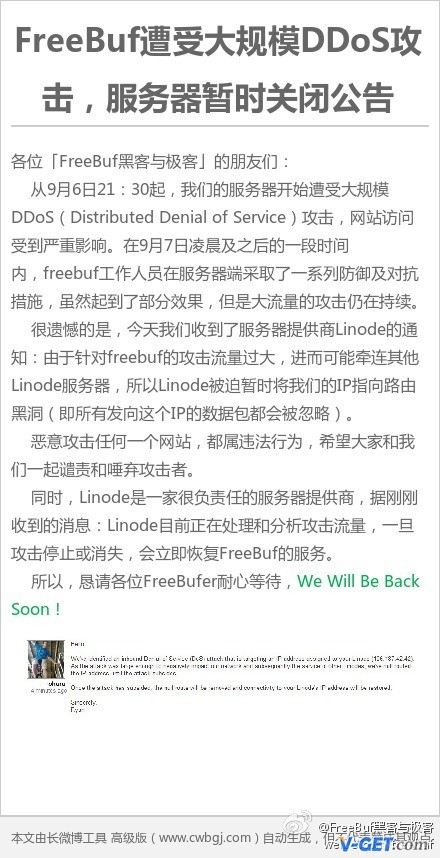 FreeBuf遭受大规模DDoS攻
击，服务器暂时关闭公告
各位「FreeBuf黑客与极客」的朋友们：
从9月6日21：30起，我们的服务器开始遭受大规模
DDoS（Distributed Denial of Service）攻击，网站访问
受到严重影响。在9月7日凌晨及之后的一段时间
内，freebuf工作人员在服务器端采取了一系列防御及对抗
措施，虽然起到了部分效果，但是大流量的攻击仍在持续。
很遗憾的是，今天我们收到了服务器提供商Linode的通
知：由于针对freebuf的攻击流量过大，进而可能牵连其他
Linode服务器，所以Linode被迫暂时将我们的IP指向路由
黑洞（即所有发向这个IP的数据包都会被忽略）。
恶意攻击任何一个网站，都属违法行为，希望大家和我
们一起谴责和唾弃攻击者。
同时，Linode是一家很负责任的服务器提供商，据刚刚
收到的消息：Linode目前正在处理和分析攻击流量，一旦
攻击停止或消失，会立即恢复FreeBuf的服务。
所以，恳请各位FreeBufer耐心等待，We Will Be Back
Soon！
Hello,
We've identified an inbound Denial of Service (DoS) attack that is targeting an IP address assigned to your Linode
As the attack was large enough to negatively impact our network and subsequently the service of other Linodes, we've null routed
the IP address until the attack subsides.
4 minutes ago
Once the attack has subsided, the null route will be removed and connectivity to your Linode's IP address will be restored.
Sincerely,
Ryan
@FreeBuf黑客与极客
本文由长微博工具 高级版（www.cwbgj.com）自动生成，但不代表
V-GET.com